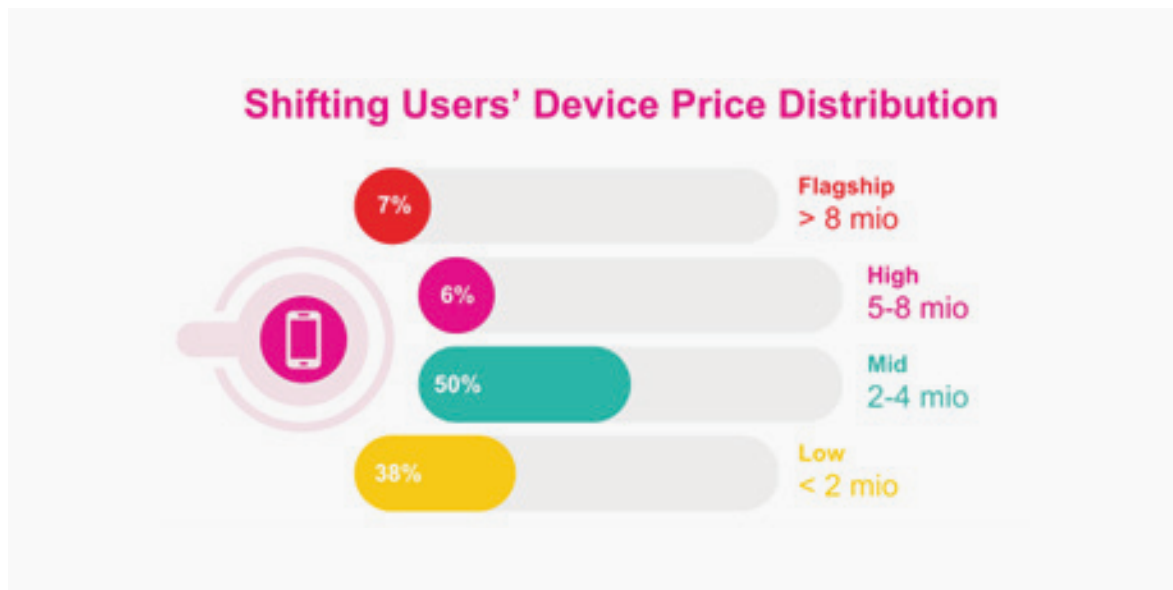 Shifting Users’ Device Price Distribution
7%
Flagship
> 8 mio
6%
High
5-8 mio
50%
Mid
2-4 mio
38%
Low
< 2 mio